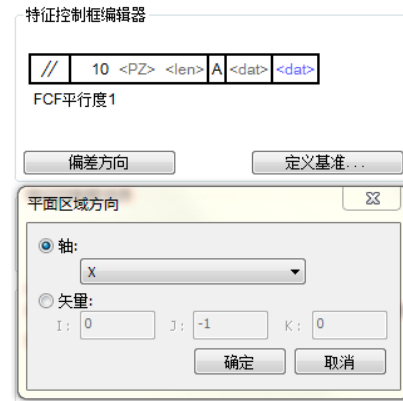 特征控制框编辑器
// 10 <PZ> <len> A <dat> <dat>
FCF平行度1
偏差方向 定义基准...
平面区域方向
轴:
X
矢量:
I: 0 J: -1 K: 0
确定 取消